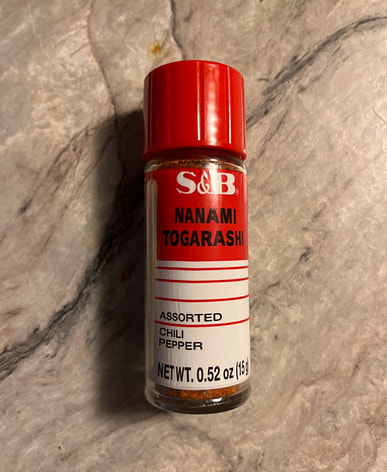 S&B
NANAMI
TOGARASHI
ASSORTED
CHILI
PEPPER
NET WT. 0.52 oz (15 g